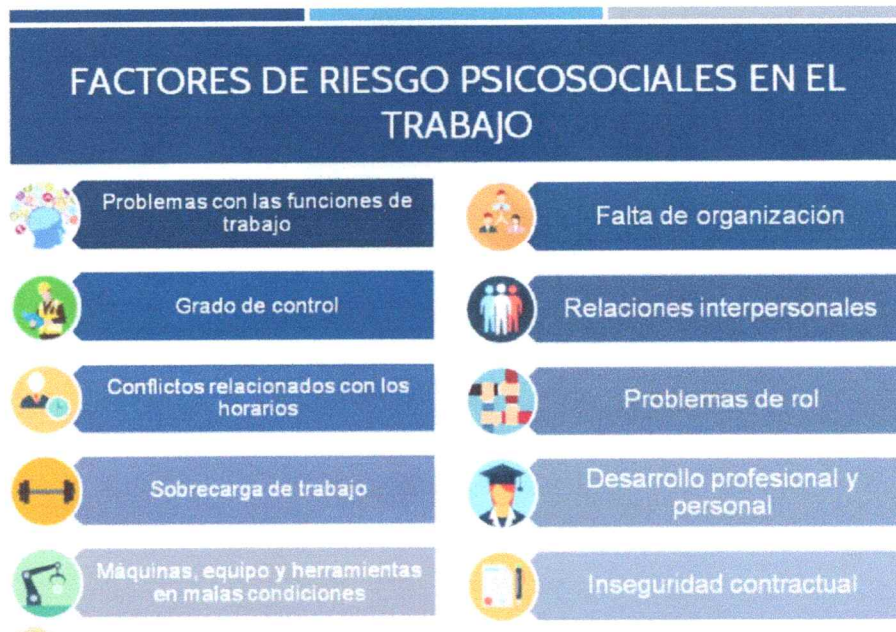 FACTORES DE RIESGO PSICOSOCIALES EN EL
TRABAJO
Problemas con las funciones de
trabajo
Grado de control
Conflictos relacionados con los
horarios
Sobrecarga de trabajo
Máquinas, equipo y herramientas
en malas condiciones
Falta de organización
Relaciones interpersonales
Problemas de rol
Desarrollo profesional y
personal
Inseguridad contractual